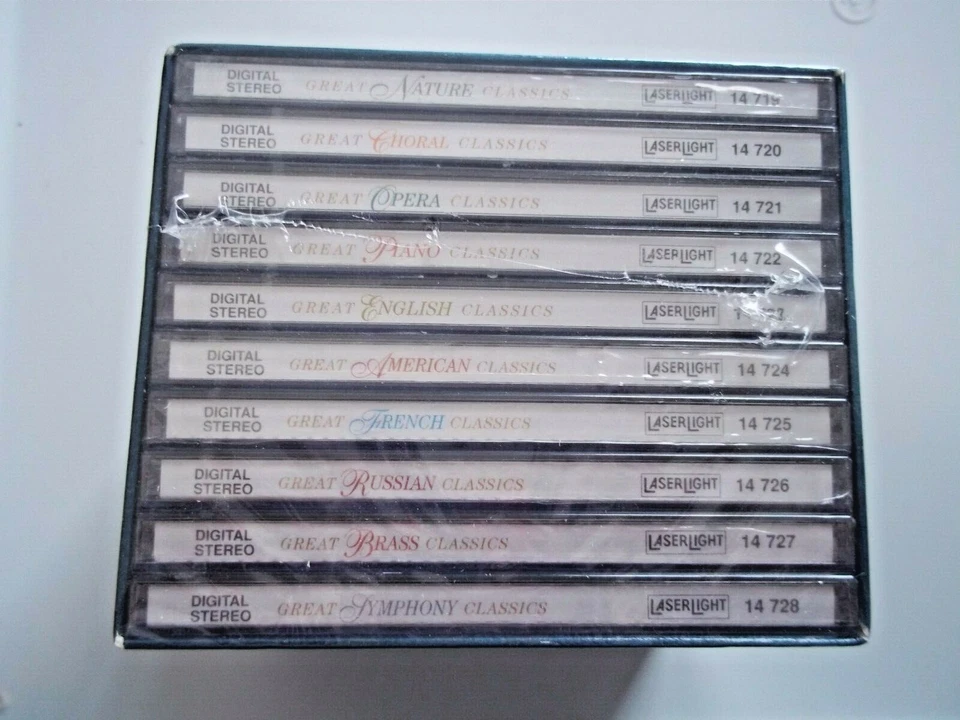 DIGITAL STEREO GREAT NATURE CLASSICS LASERLIGHT 14 719
DIGITAL STEREO GREAT CHORAL CLASSICS LASERLIGHT 14 720
DIGITAL STEREO GREAT OPERA CLASSICS LASERLIGHT 14 721
DIGITAL STEREO GREAT PIANO CLASSICS LASERLIGHT 14 722
DIGITAL STEREO GREAT ENGLISH CLASSICS LASERLIGHT
DIGITAL STEREO GREAT AMERICAN CLASSICS LASERLIGHT 14 724
DIGITAL STEREO GREAT FRENCH CLASSICS LASERLIGHT 14 725
DIGITAL STEREO GREAT RUSSIAN CLASSICS LASERLIGHT 14 726
DIGITAL STEREO GREAT BRASS CLASSICS LASERLIGHT 14 727
DIGITAL STEREO GREAT SYMPHONY CLASSICS LASERLIGHT 14 728